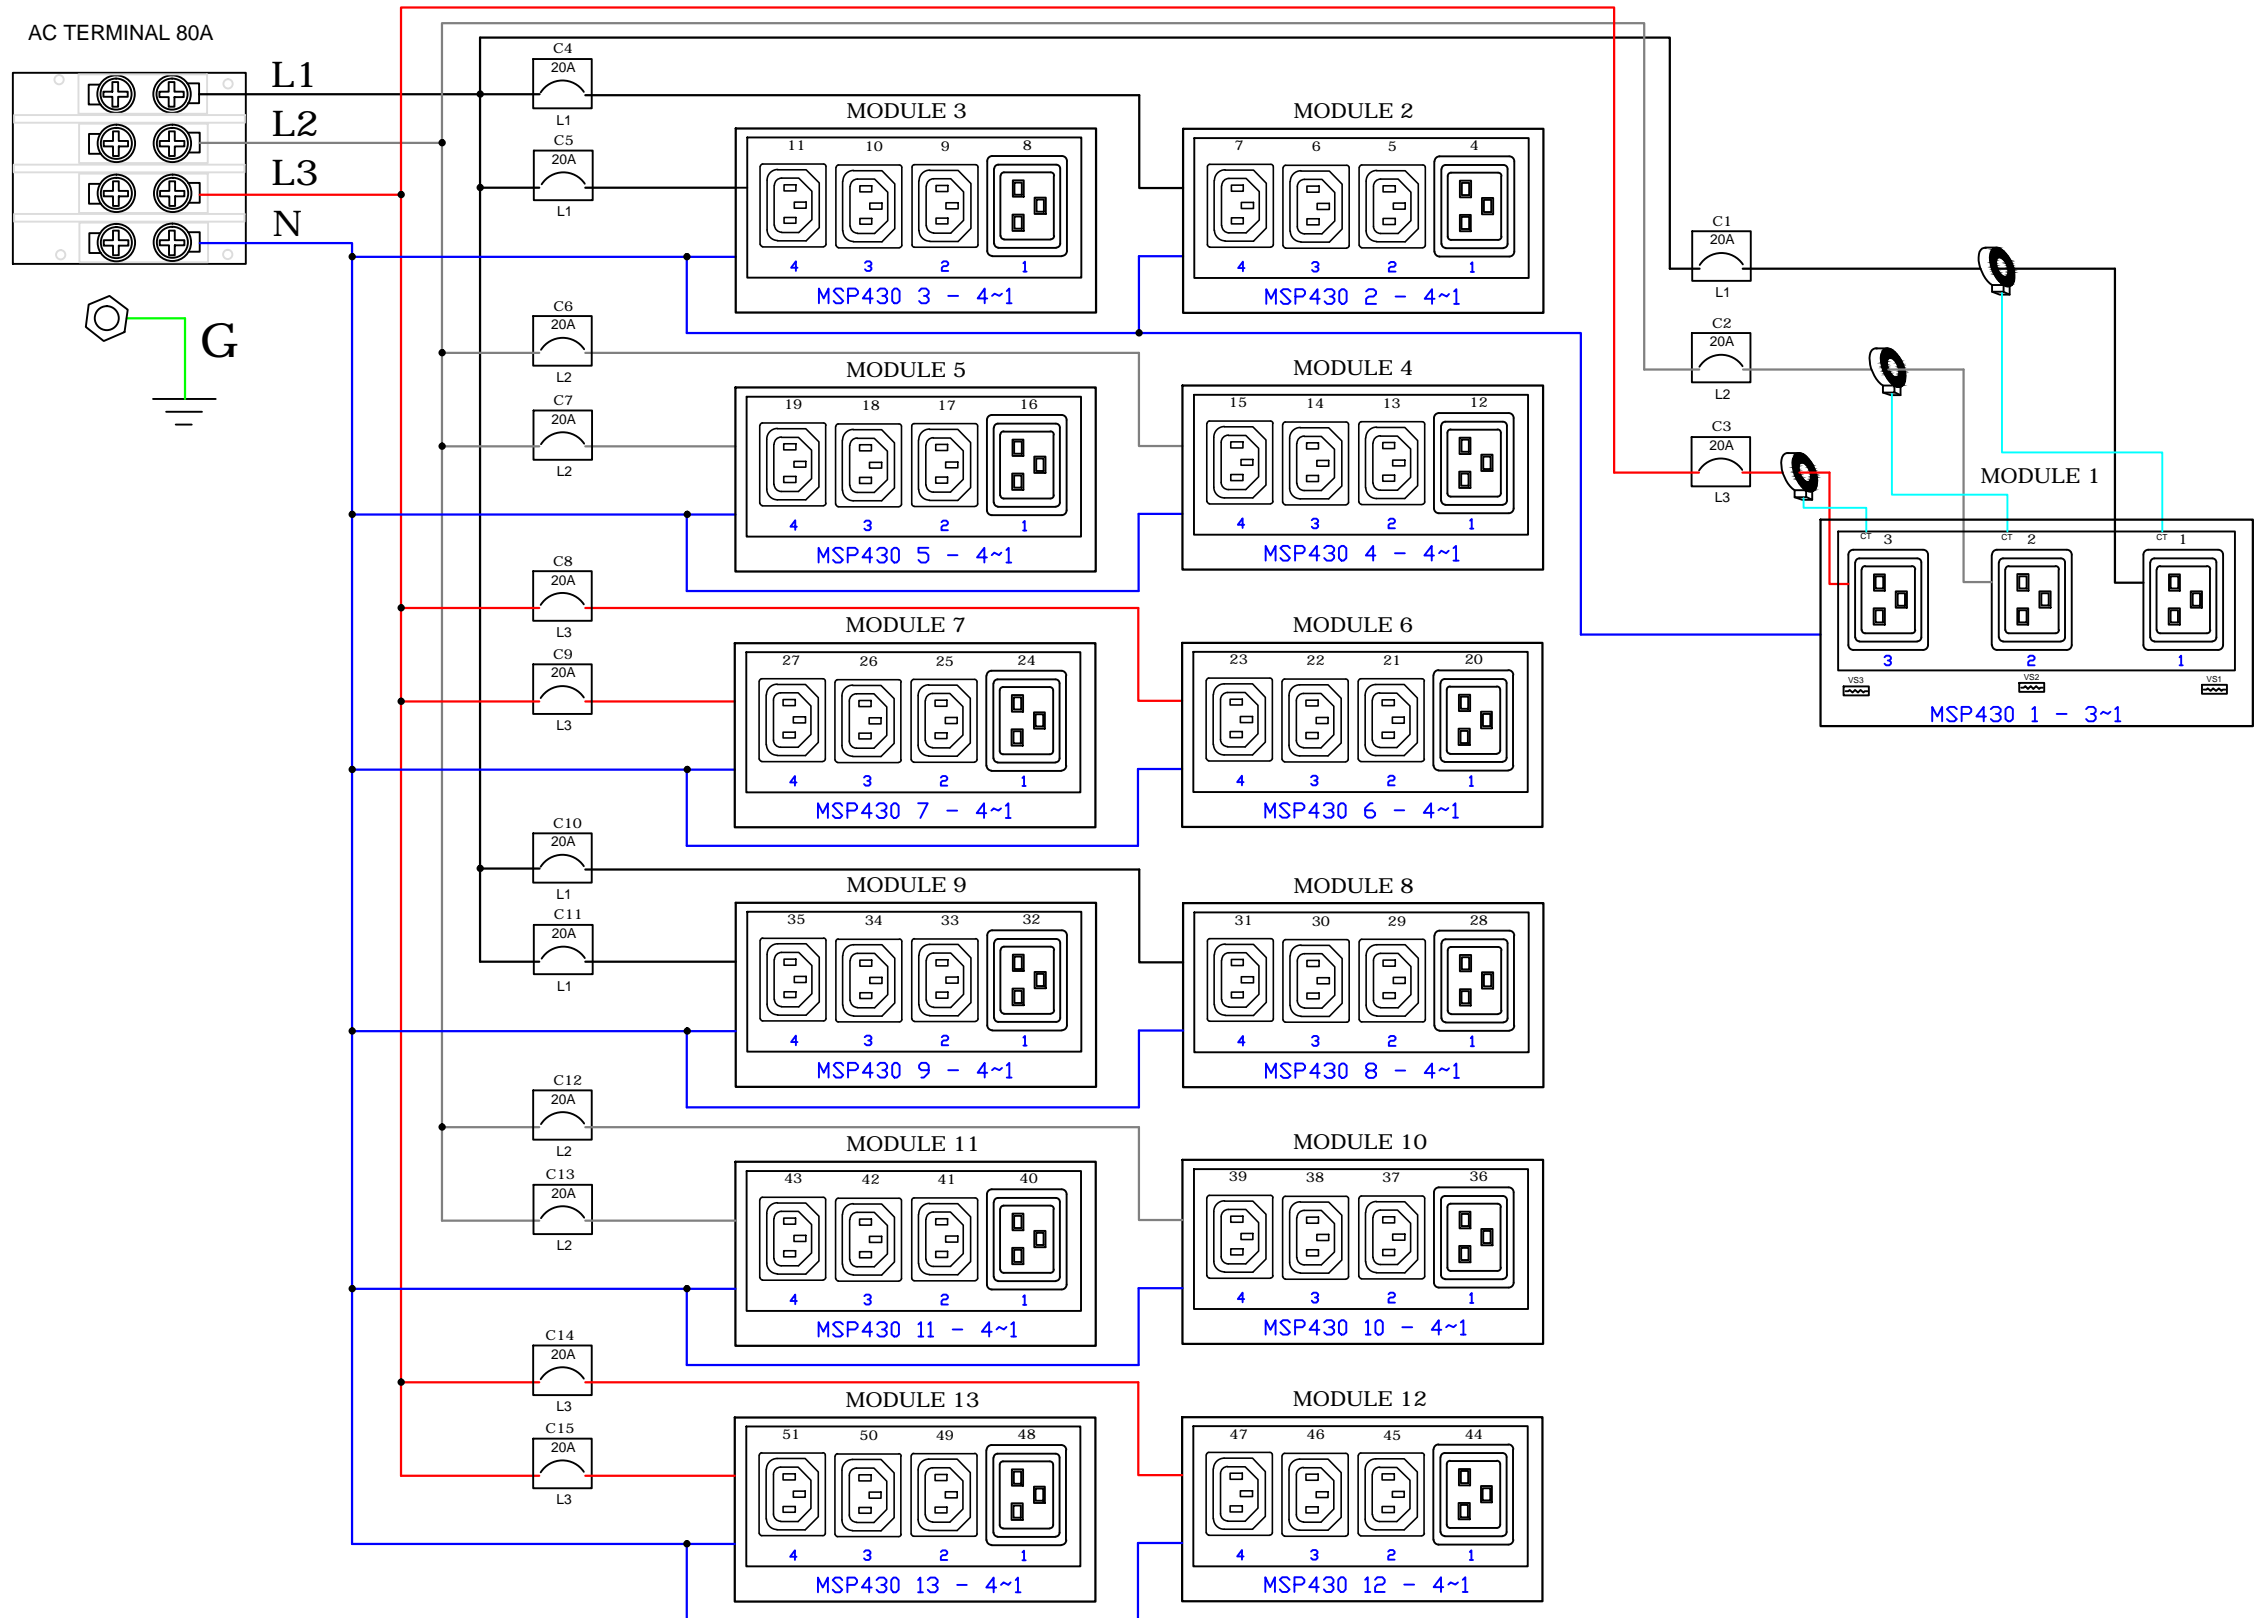 AC TERMINAL 80A
L1
L2
L3
N
G
C4
20A
L1
C5
20A
L1
MODULE 3
11 10 9 8
4 3 2 1
MSP430 3 - 4~1
MODULE 2
7 6 5 4
4 3 2 1
MSP430 2 - 4~1
C1
20A
L1
C2
20A
L2
C3
20A
L3
MODULE 1
CT 3 CT 2 CT 1
3 2 1
VS3 VS2 VS1
MSP430 1 - 3~1
C6
20A
L2
C7
20A
L2
MODULE 5
19 18 17 16
4 3 2 1
MSP430 5 - 4~1
MODULE 4
15 14 13 12
4 3 2 1
MSP430 4 - 4~1
C8
20A
L3
C9
20A
L3
MODULE 7
27 26 25 24
4 3 2 1
MSP430 7 - 4~1
MODULE 6
23 22 21 20
4 3 2 1
MSP430 6 - 4~1
C10
20A
L1
C11
20A
L1
MODULE 9
35 34 33 32
4 3 2 1
MSP430 9 - 4~1
MODULE 8
31 30 29 28
4 3 2 1
MSP430 8 - 4~1
C12
20A
L2
C13
20A
L2
MODULE 11
43 42 41 40
4 3 2 1
MSP430 11 - 4~1
MODULE 10
39 38 37 36
4 3 2 1
MSP430 10 - 4~1
C14
20A
L3
C15
20A
L3
MODULE 13
51 50 49 48
4 3 2 1
MSP430 13 - 4~1
MODULE 12
47 46 45 44
4 3 2 1
MSP430 12 - 4~1